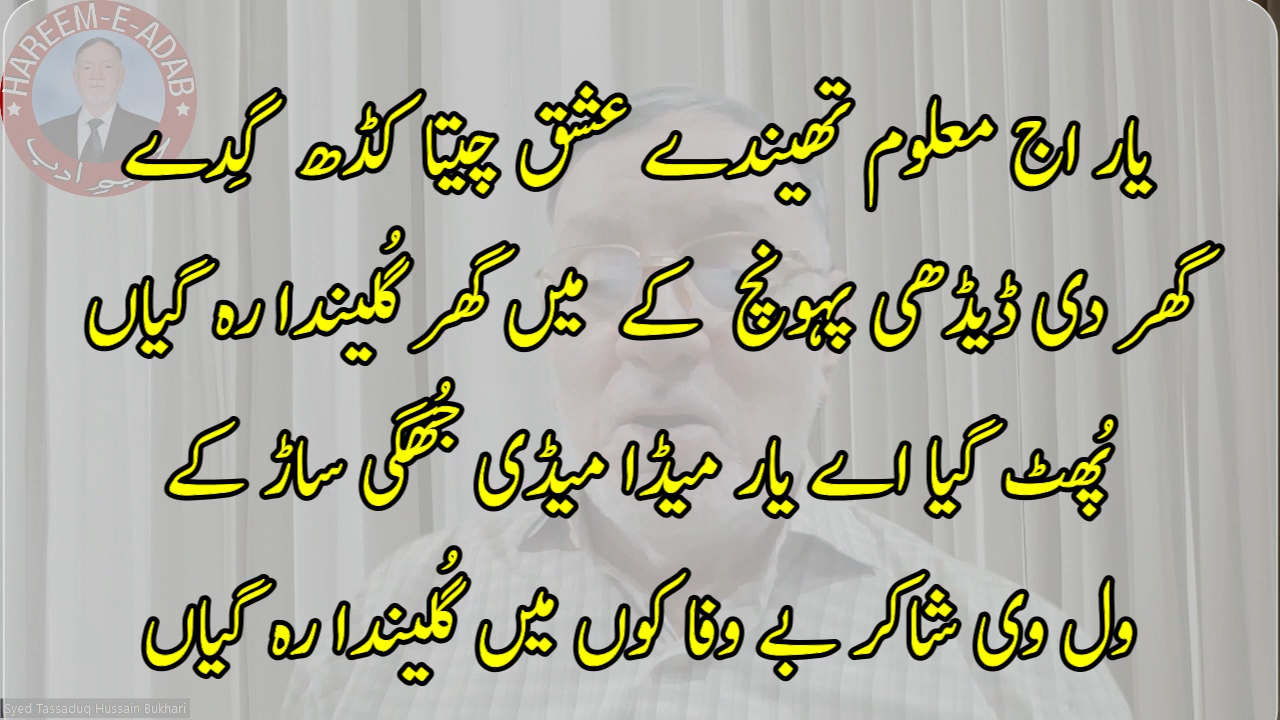 HAREEM-E-ADAB
یار اج معلوم تھیندے عشق چیتا کڈھ گِدے
گھر دی ڈیڈھی پہونچ کے میں گھر گُلیندا رہ گیاں
پُھٹ گیا اے یار میڈا میڈی جُھگی ساڑ کے
ول وی شاکر بے وفا کوں میں گُلیندا رہ گیاں
Syed Tassaduq Hussain Bukhari